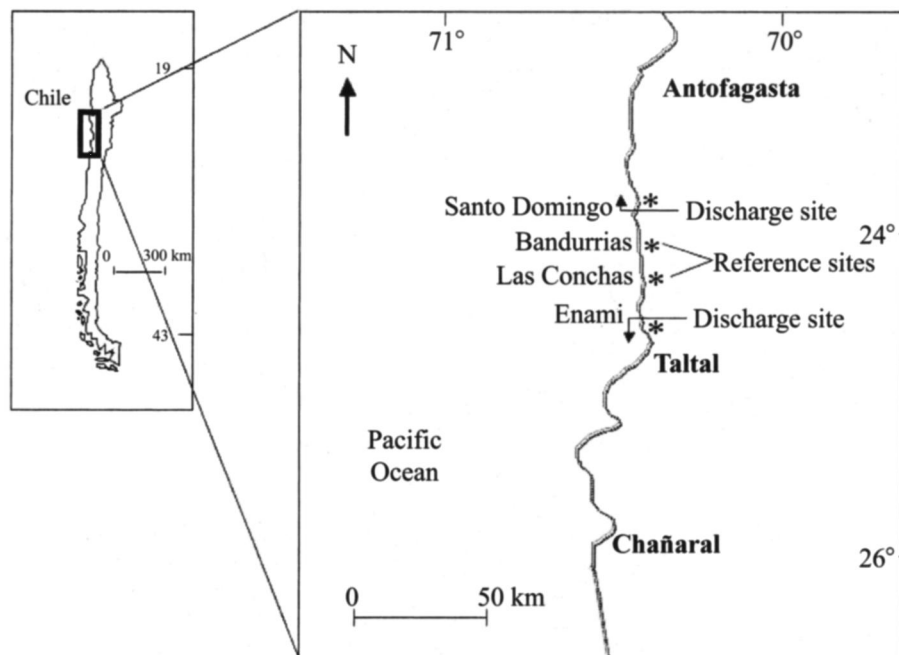 19
Chile
0 300 km
43
71°
70°
N
Antofagasta
Santo Domingo
Discharge site
24°
Bandurrias
Reference sites
Las Conchas
Enami
Discharge site
Taltal
Pacific
Ocean
Chañaral
26°
0 50 km